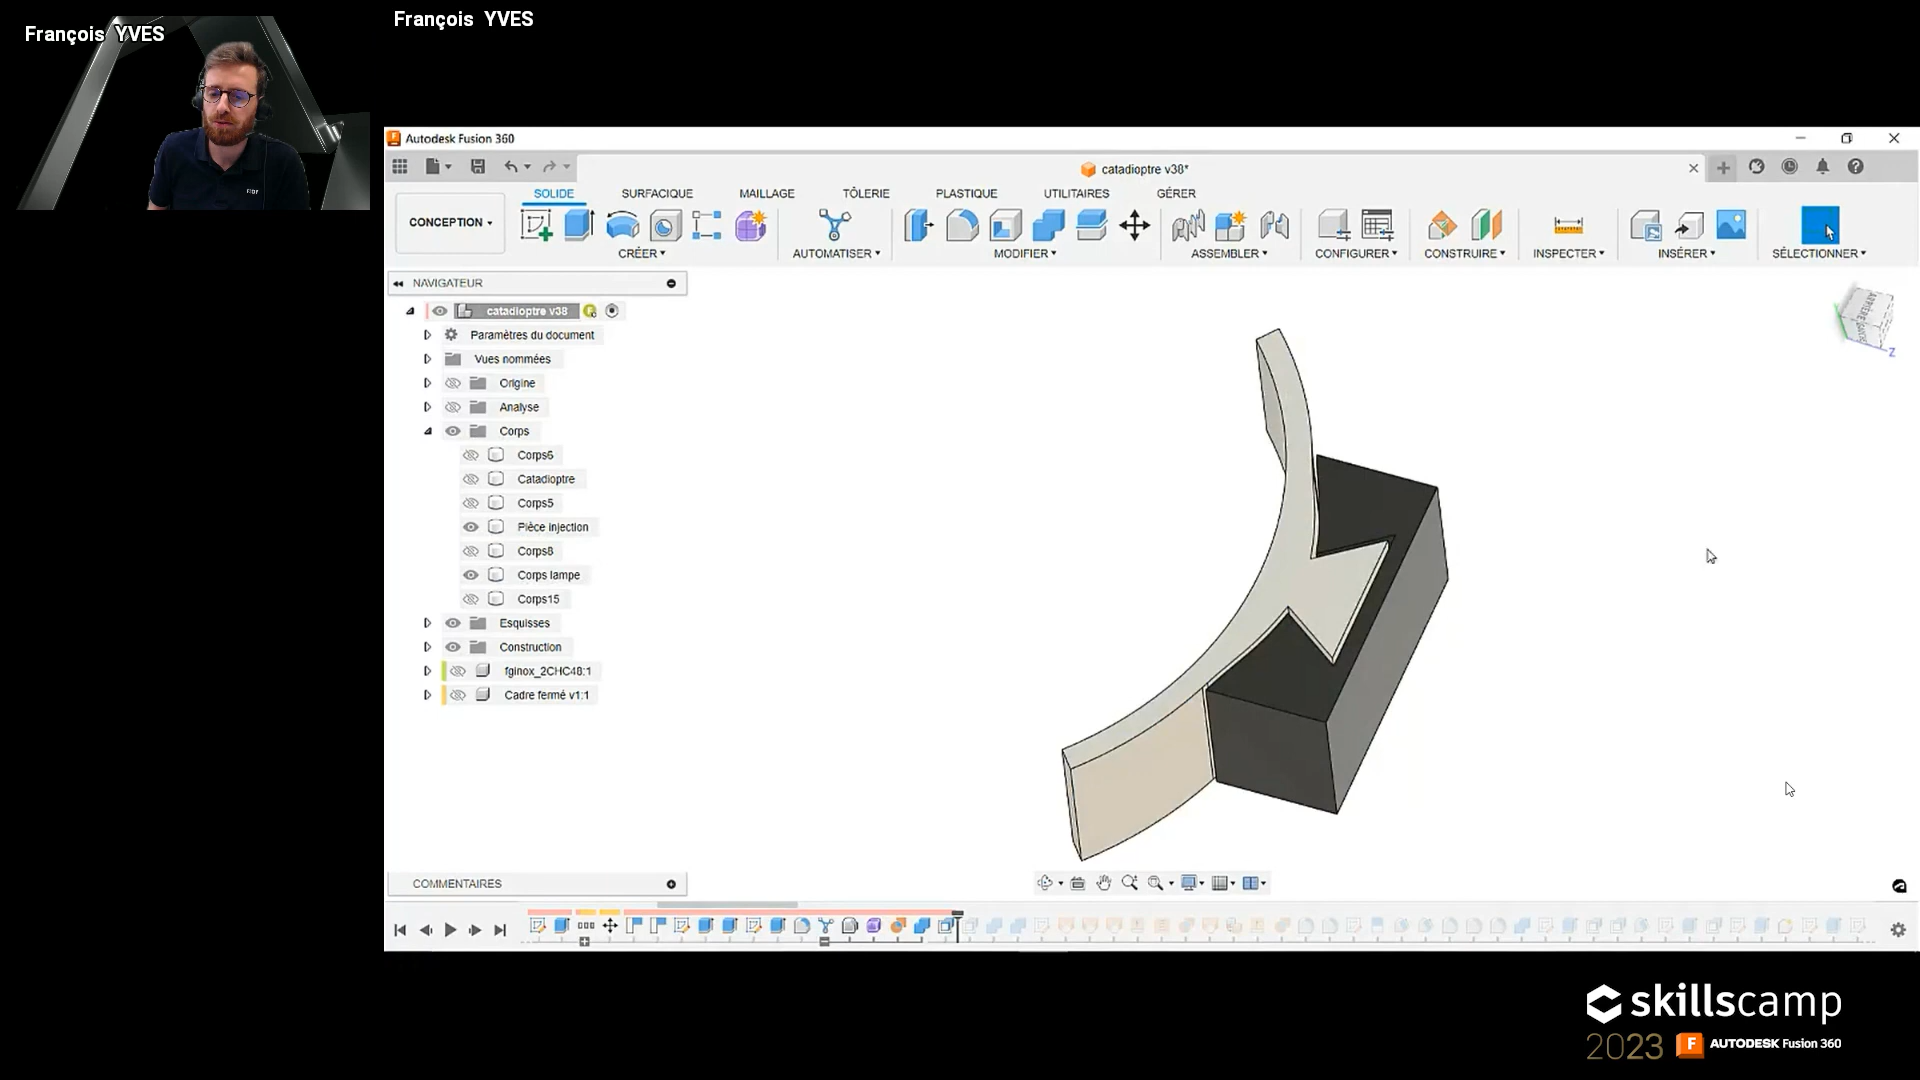 François YVES
François YVES
Autodesk Fusion 360
catadioptre v38*
CONCEPTION
SOLIDE
SURFACIQUE
MAILLAGE
TÔLERIE
PLASTIQUE
UTILITAIRES
GÉRER
CRÉER
AUTOMATISER
MODIFIER
ASSEMBLER
CONFIGURER
CONSTRUIRE
INSPECTER
INSÉRER
SÉLECTIONNER
NAVIGATEUR
catadioptre v38
Paramètres du document
Vues nommées
Origine
Analyse
Corps
Corps6
Catadioptre
Corps5
Pièce injection
Corps8
Corps lampe
Corps15
Esquisses
Construction
fginox_2CHC48:1
Cadre fermé v1:1
Z
COMMENTAIRES
skillscamp
2023 F AUTODESK Fusion 360